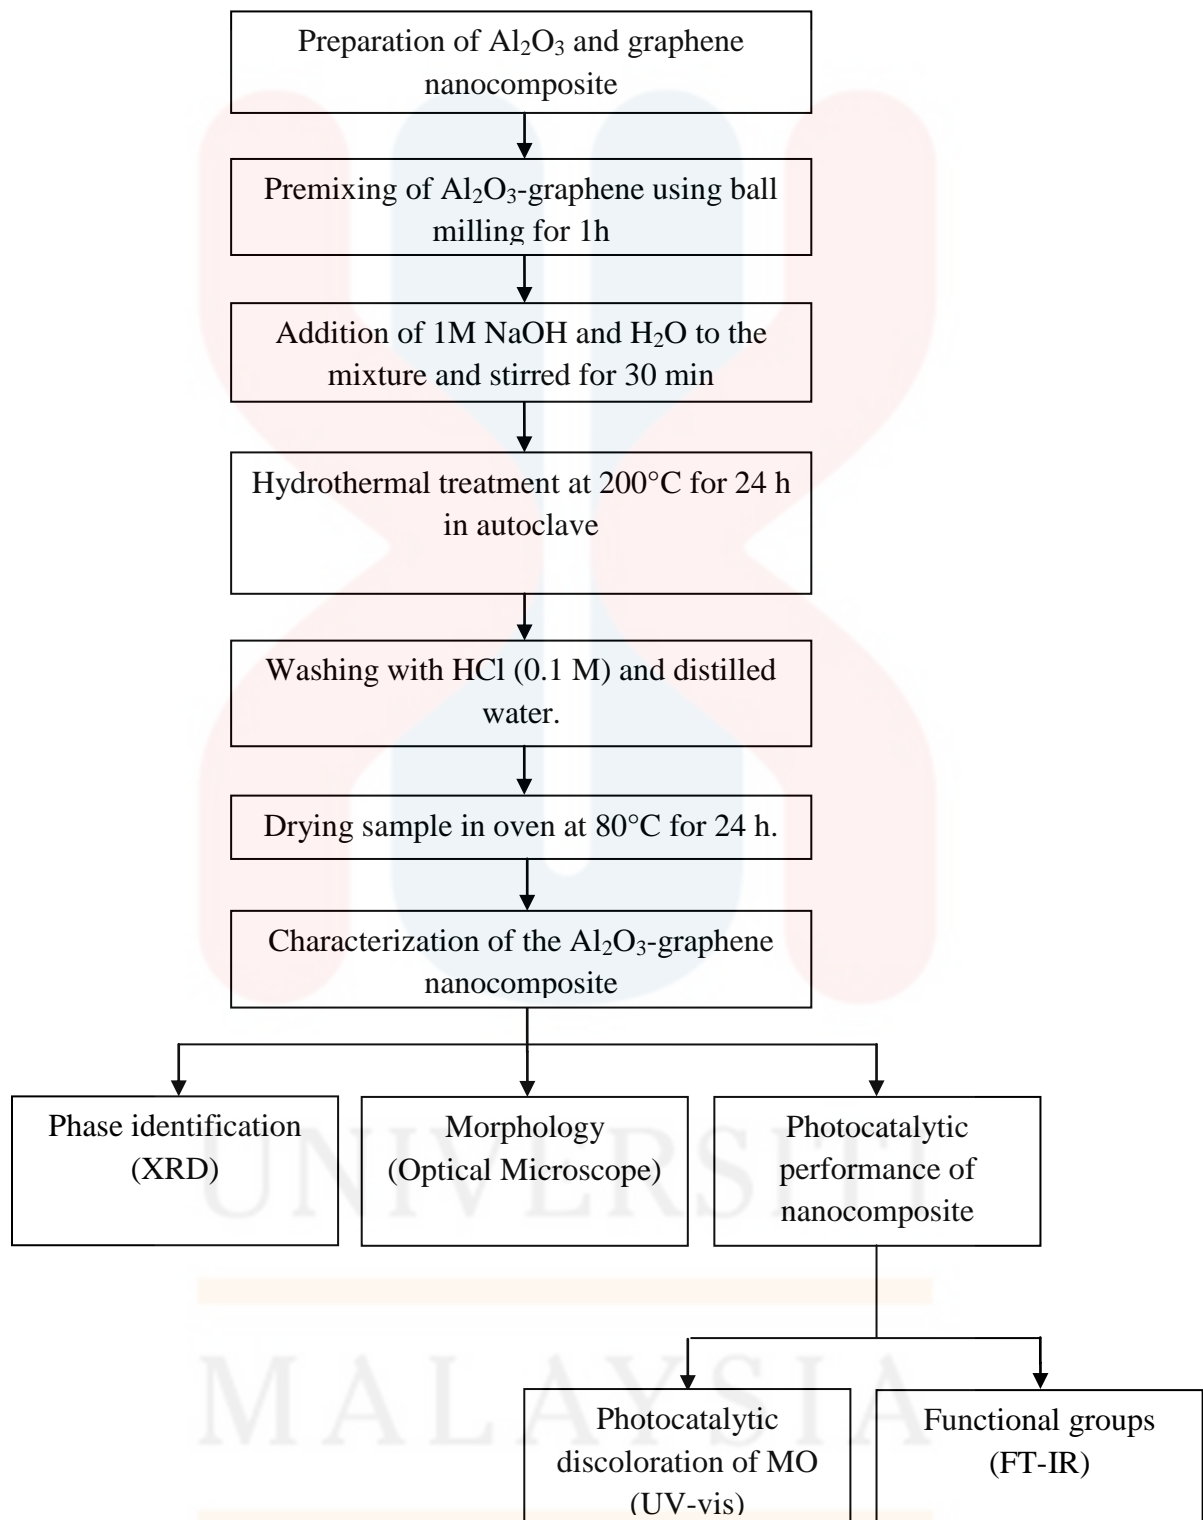 Preparation of Al₂O₃ and graphene
nanocomposite
Premixing of Al₂O₃-graphene using ball
milling for 1h
Addition of 1M NaOH and H₂O to the
mixture and stirred for 30 min
Hydrothermal treatment at 200°C for 24 h
in autoclave
Washing with HCl (0.1 M) and distilled
water.
Drying sample in oven at 80°C for 24 h.
Characterization of the Al₂O₃-graphene
nanocomposite
Phase identification
(XRD)
Morphology
(Optical Microscope)
Photocatalytic
performance of
nanocomposite
UNIVERSITI
MALAYSIA
Photocatalytic
discoloration of MO
(UV-vis)
Functional groups
(FT-IR)